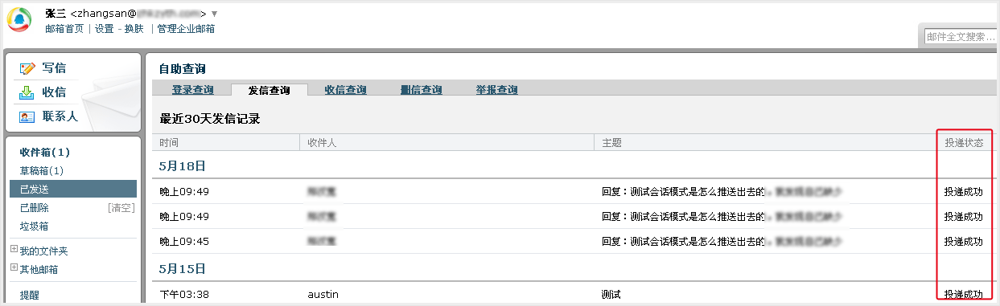 张三 <zhangsan@ > ▼
邮箱首页 | 设置 - 换肤 | 管理企业邮箱
邮件全文搜索...
写信
收信
联系人
收件箱(1)
草稿箱(1)
已发送
已删除 [清空]
垃圾箱
我的文件夹
其他邮箱
提醒
自助查询
登录查询 发信查询 收信查询 删信查询 举报查询
最近30天发信记录
时间 收件人 主题 投递状态
5月18日
晚上09:49 回复：测试会话模式是怎么推送出去的 投递成功
晚上09:49 回复：测试会话模式是怎么推送出去的 投递成功
晚上09:45 回复：测试会话模式是怎么推送出去的 投递成功
5月15日
下午03:38 austin 测试 投递成功